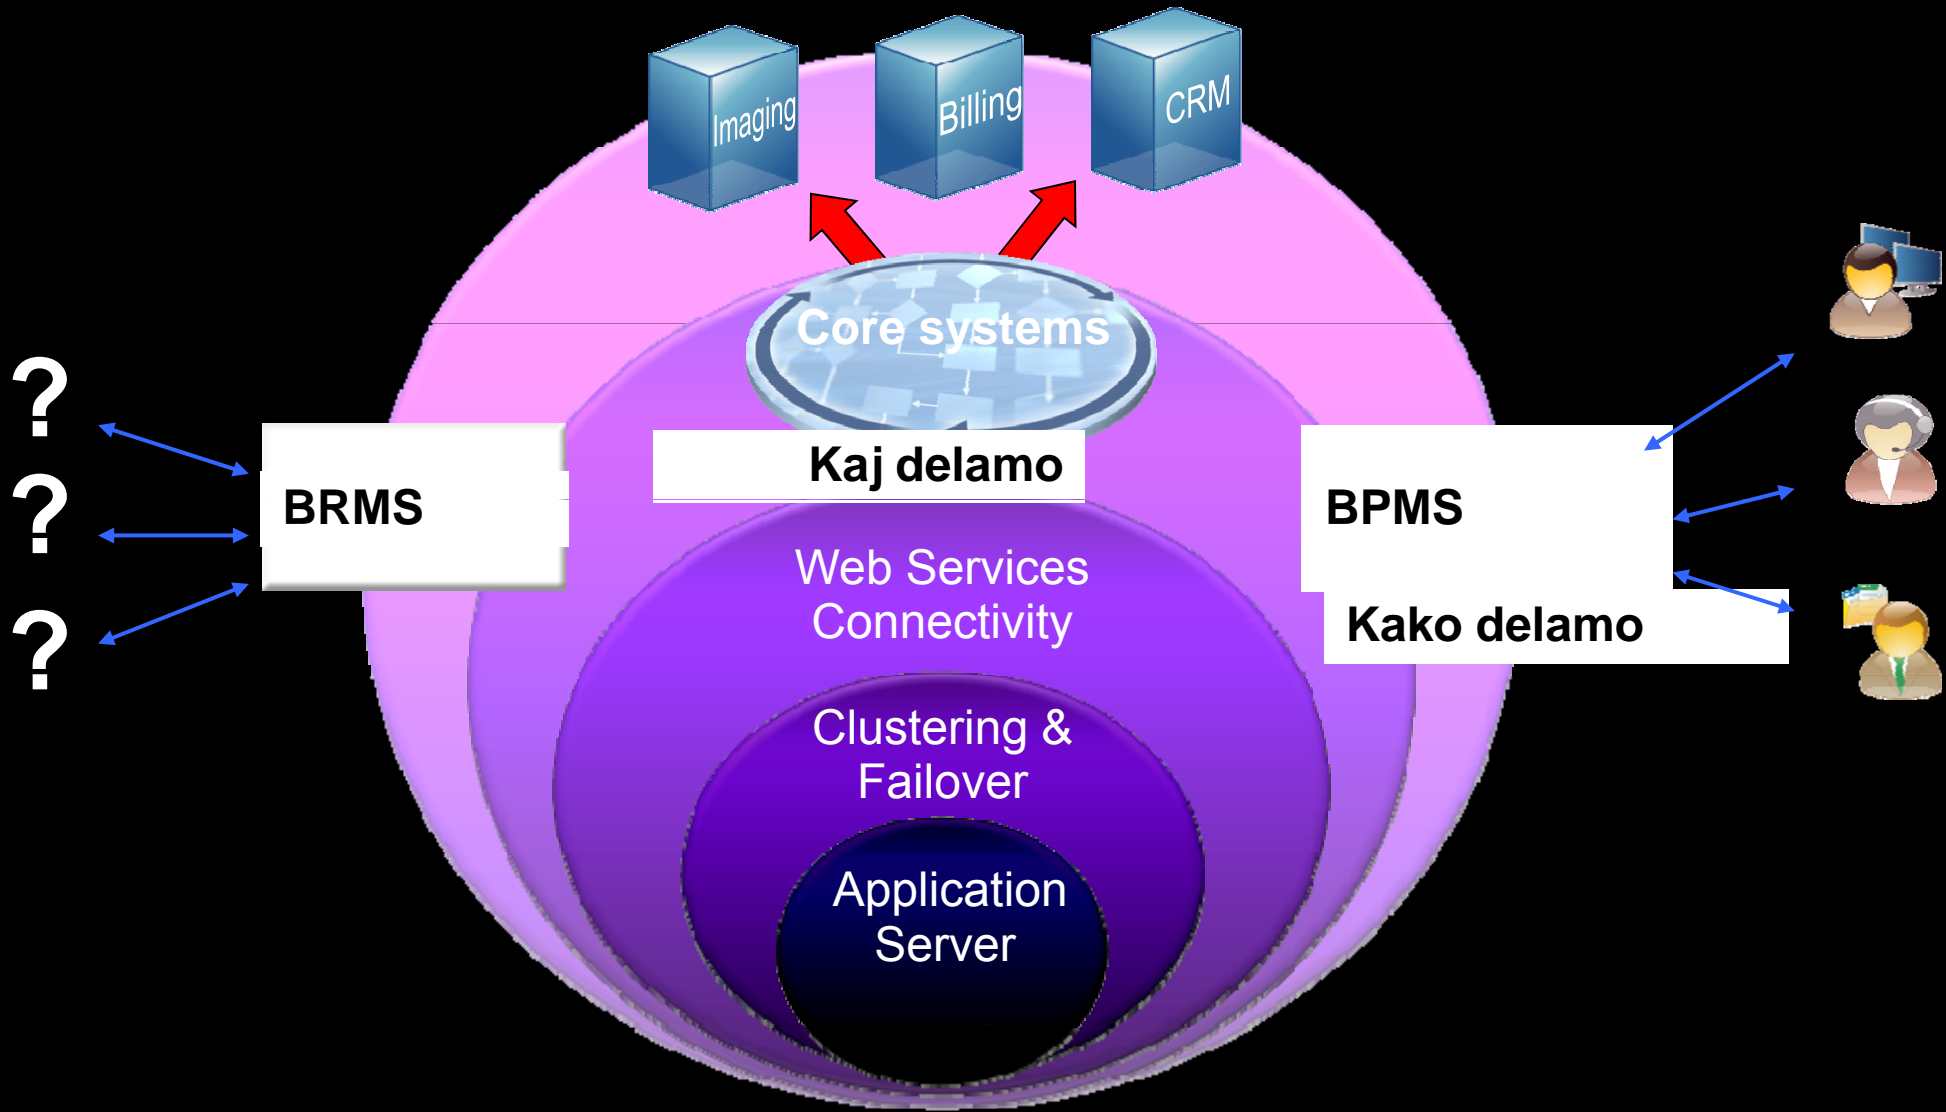 Imaging
Billing
CRM
Core systems
?
?
?
BRMS
Kaj delamo
BPMS
Kako delamo
Web Services
Connectivity
Clustering &
Failover
Application
Server